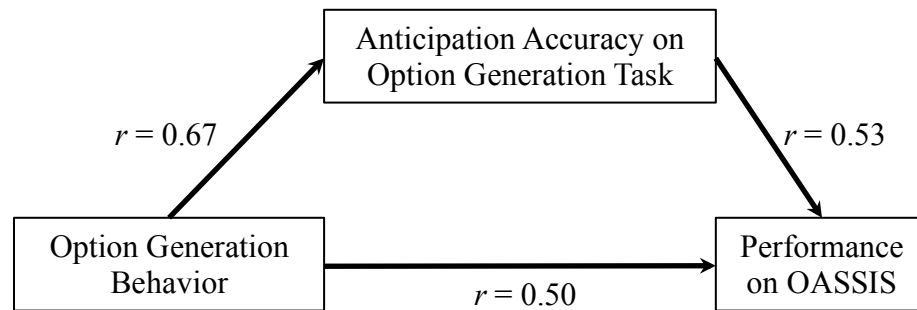 Anticipation Accuracy on
Option Generation Task
r = 0.67
r = 0.53
Option Generation
Behavior
r = 0.50
Performance
on OASSIS